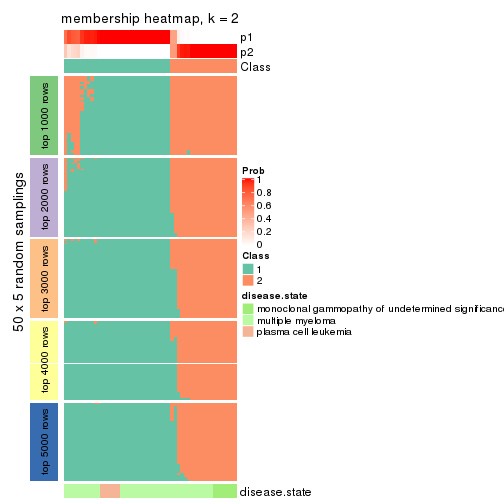 membership heatmap, k = 2
p1
p2
Class
50 x 5 random samplings
top 1000 rows
top 2000 rows
top 3000 rows
top 4000 rows
top 5000 rows
Prob
1
0.8
0.6
0.4
0.2
0
Class
1
2
disease.state
monoclonal gammopathy of undetermined significance
multiple myeloma
plasma cell leukemia
disease.state